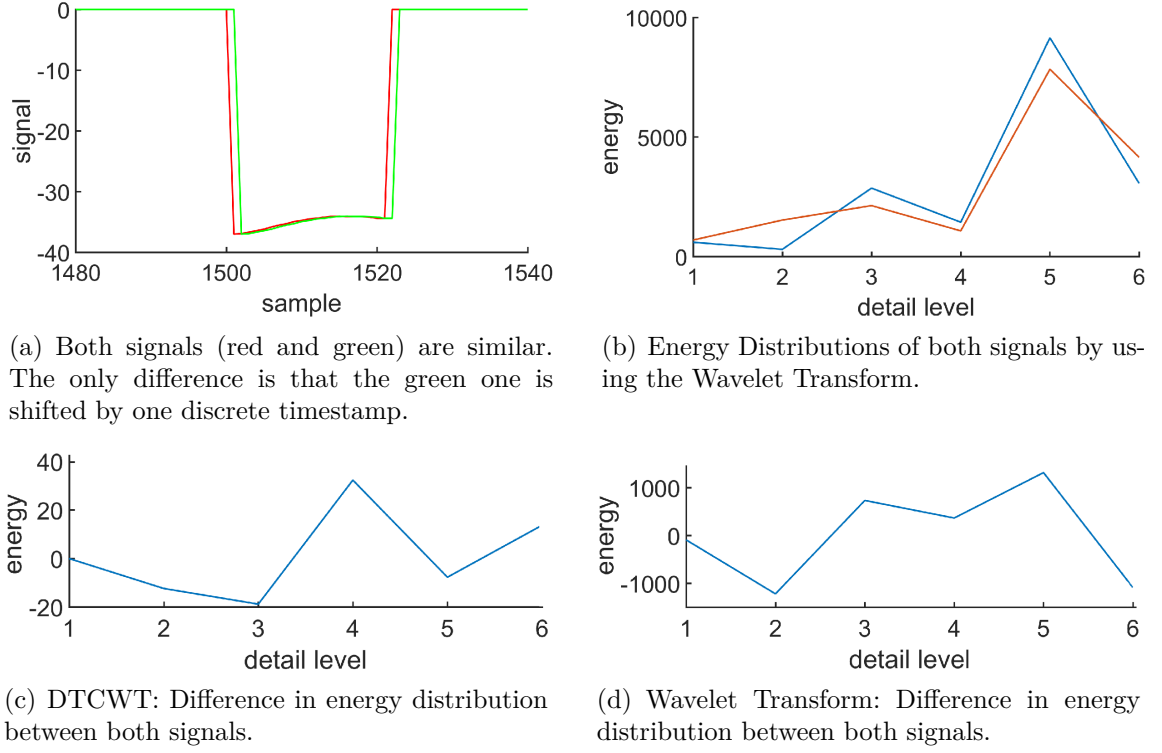 0
-10
-20
-30
-40
signal
1480
1500
1520
1540
sample
(a) Both signals (red and green) are similar.
The only difference is that the green one is
shifted by one discrete timestamp.
10000
5000
0
energy
1
2
3
4
5
6
detail level
(b) Energy Distributions of both signals by us-
ing the Wavelet Transform.
40
20
0
-20
energy
1
2
3
4
5
6
detail level
(c) DTCWT: Difference in energy distribution
between both signals.
1000
0
-1000
energy
1
2
3
4
5
6
detail level
(d) Wavelet Transform: Difference in energy
distribution between both signals.